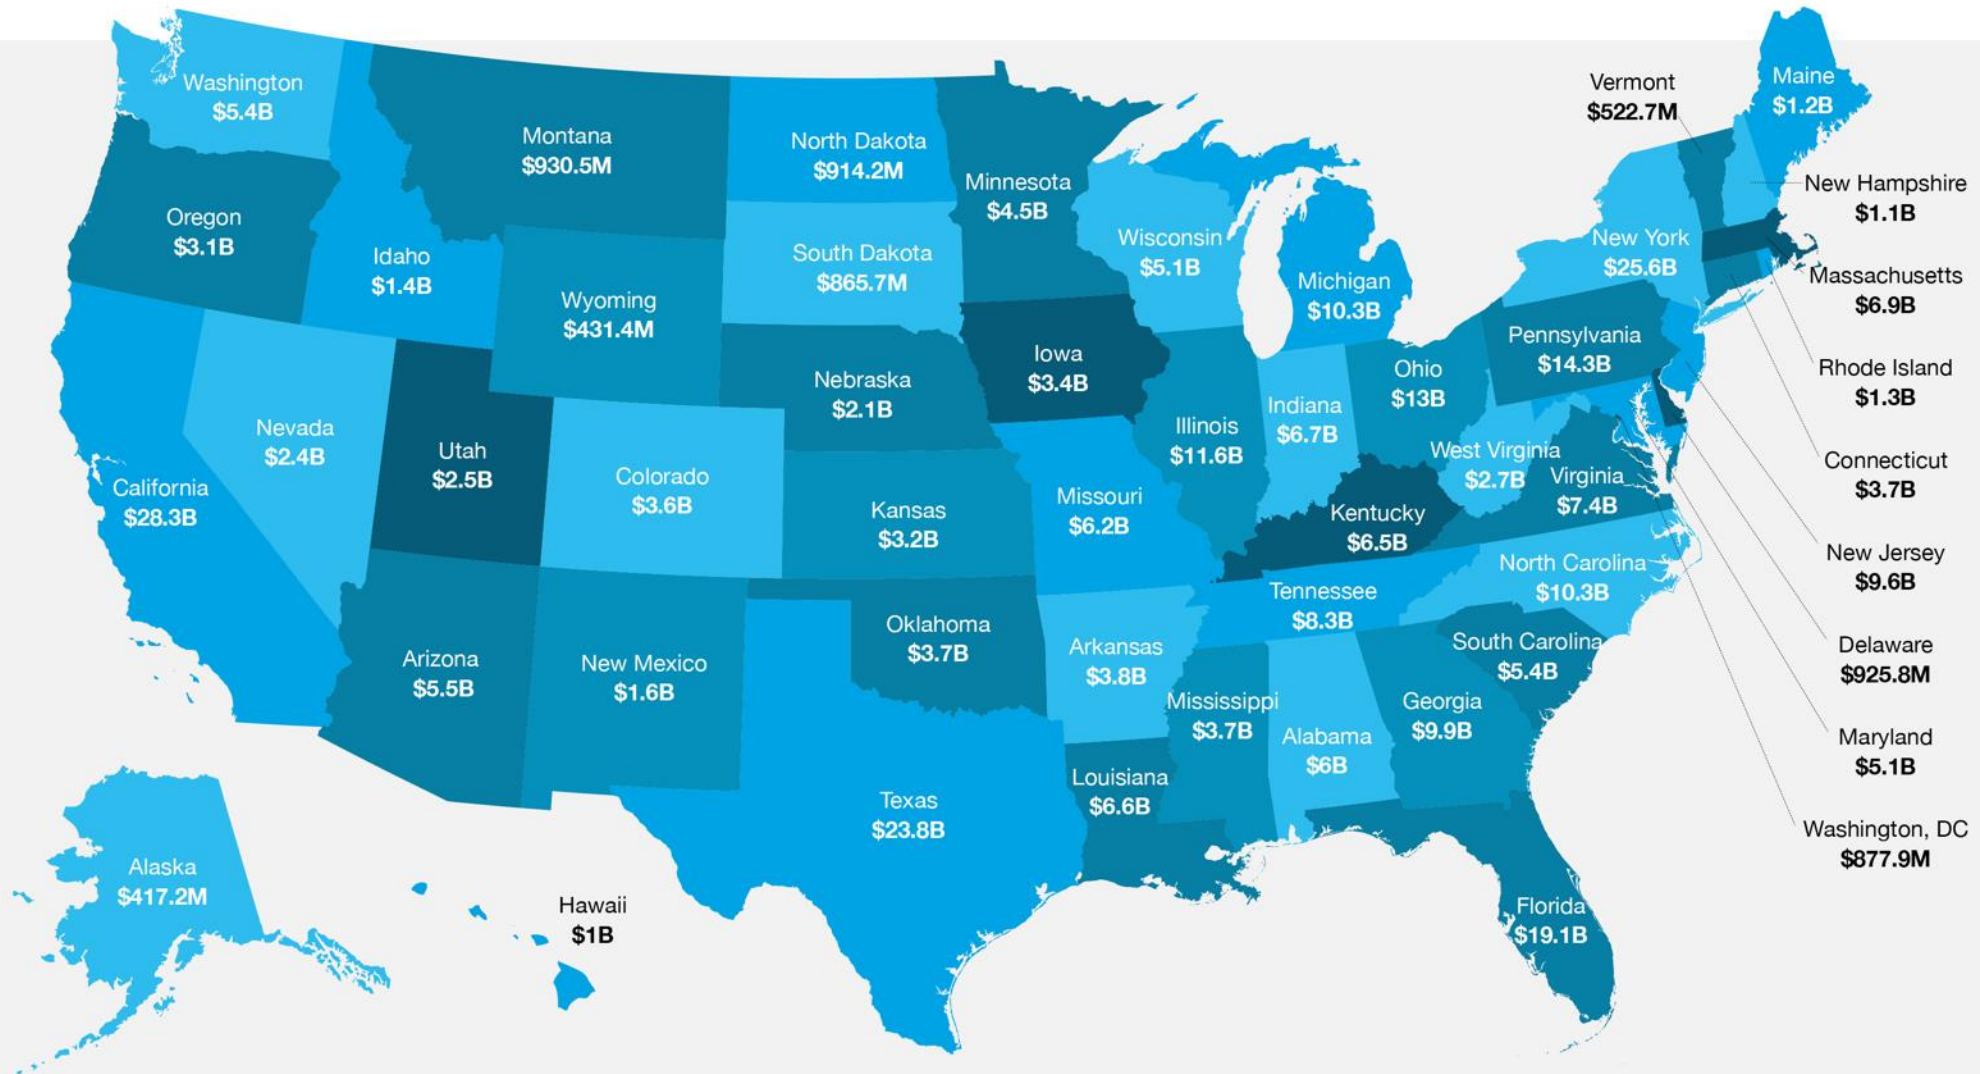 Washington
$5.4B
Oregon
$3.1B
California
$28.3B
Nevada
$2.4B
Idaho
$1.4B
Montana
$930.5M
Wyoming
$431.4M
Utah
$2.5B
Colorado
$3.6B
Arizona
$5.5B
New Mexico
$1.6B
North Dakota
$914.2M
South Dakota
$865.7M
Nebraska
$2.1B
Kansas
$3.2B
Oklahoma
$3.7B
Texas
$23.8B
Minnesota
$4.5B
Iowa
$3.4B
Missouri
$6.2B
Arkansas
$3.8B
Louisiana
$6.6B
Wisconsin
$5.1B
Illinois
$11.6B
Michigan
$10.3B
Indiana
$6.7B
Ohio
$13B
Kentucky
$6.5B
Tennessee
$8.3B
Mississippi
$3.7B
Alabama
$6B
Georgia
$9.9B
Florida
$19.1B
South Carolina
$5.4B
North Carolina
$10.3B
West Virginia
$2.7B
Virginia
$7.4B
Pennsylvania
$14.3B
New York
$25.6B
Vermont
$522.7M
Maine
$1.2B
New Hampshire
$1.1B
Massachusetts
$6.9B
Rhode Island
$1.3B
Connecticut
$3.7B
New Jersey
$9.6B
Delaware
$925.8M
Maryland
$5.1B
Washington, DC
$877.9M
Alaska
$417.2M
Hawaii
$1B